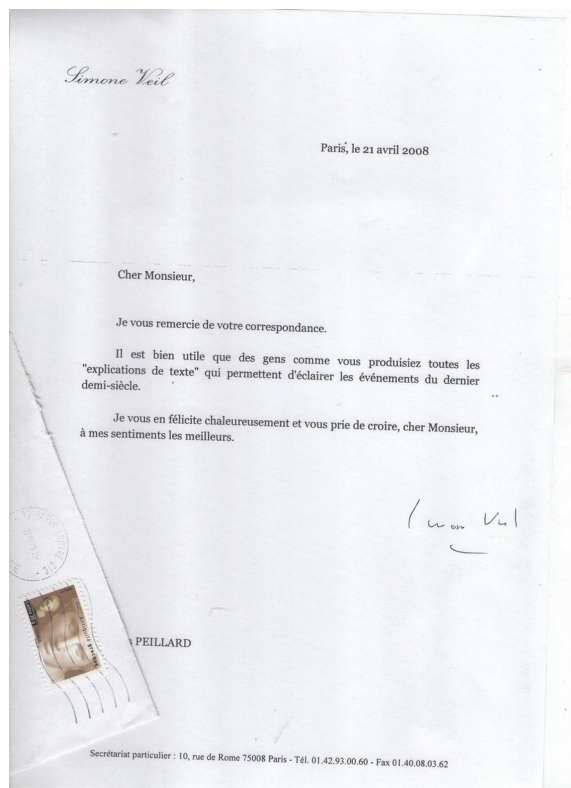 Simone Veil
Paris, le 21 avril 2008
Cher Monsieur,
Je vous remercie de votre correspondance.
Il est bien utile que des gens comme vous produisiez toutes les
"explications de texte" qui permettent d'éclairer les événements du dernier
demi-siècle.
Je vous en félicite chaleureusement et vous prie de croire, cher Monsieur,
à mes sentiments les meilleurs.
Simone Veil
PEILLARD
antiquité grecque
Secrétariat particulier : 10, rue de Rome 75008 Paris - Tél. 01.42.93.00.60 - Fax 01.40.08.03.62